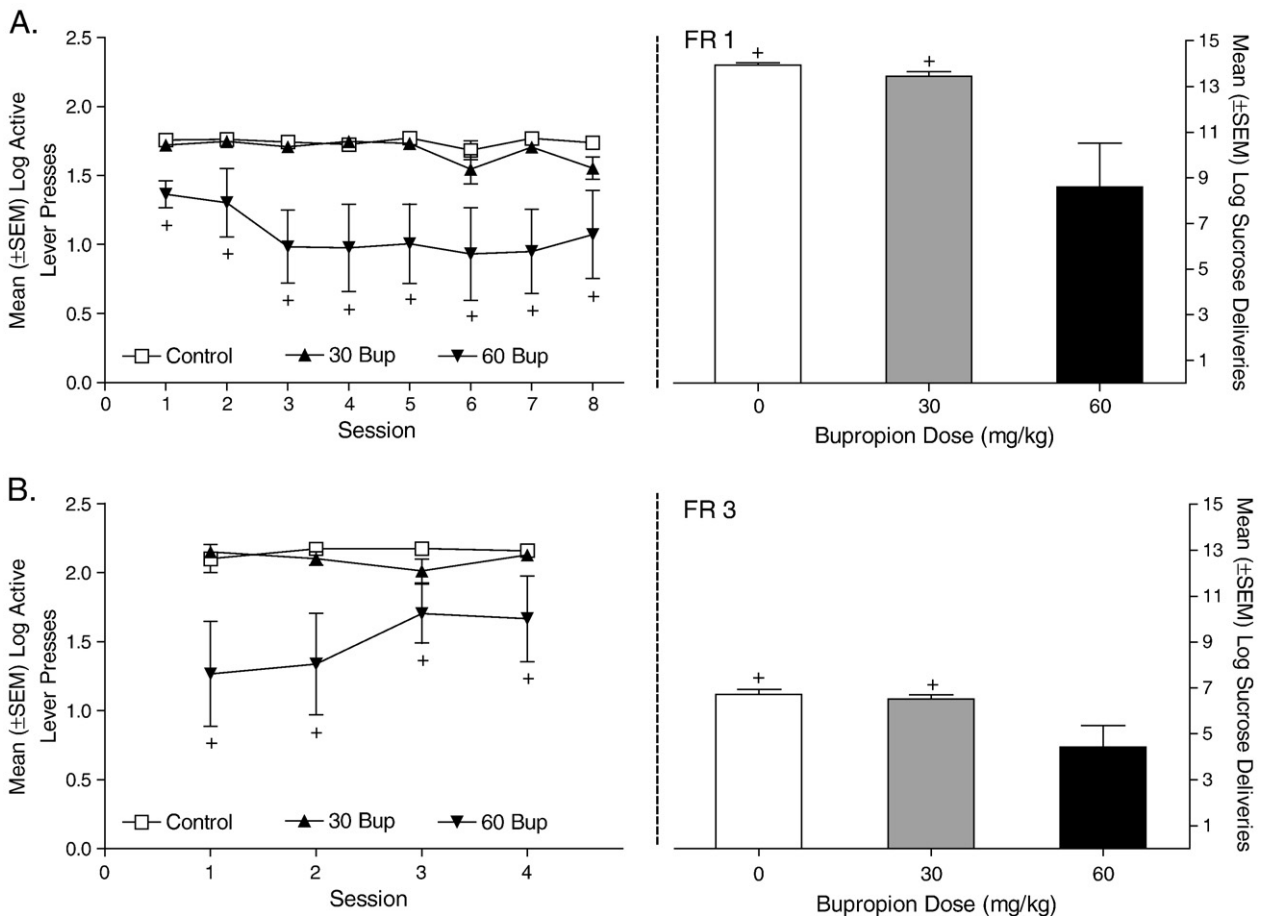 A.
Mean (±SEM) Log Active
Lever Presses
2.5
2.0
1.5
1.0
0.5
0.0
+ + + + + + + +
Control 30 Bup 60 Bup
0 1 2 3 4 5 6 7 8
Session
FR 1
+ +
15
13
11
9
7
5
3
1
Mean (±SEM) Log Sucrose Deliveries
0 30 60
Bupropion Dose (mg/kg)
B.
Mean (±SEM) Log Active
Lever Presses
2.5
2.0
1.5
1.0
0.5
0.0
+ + + +
Control 30 Bup 60 Bup
0 1 2 3 4
Session
FR 3
+ +
15
13
11
9
7
5
3
1
Mean (±SEM) Log Sucrose Deliveries
0 30 60
Bupropion Dose (mg/kg)